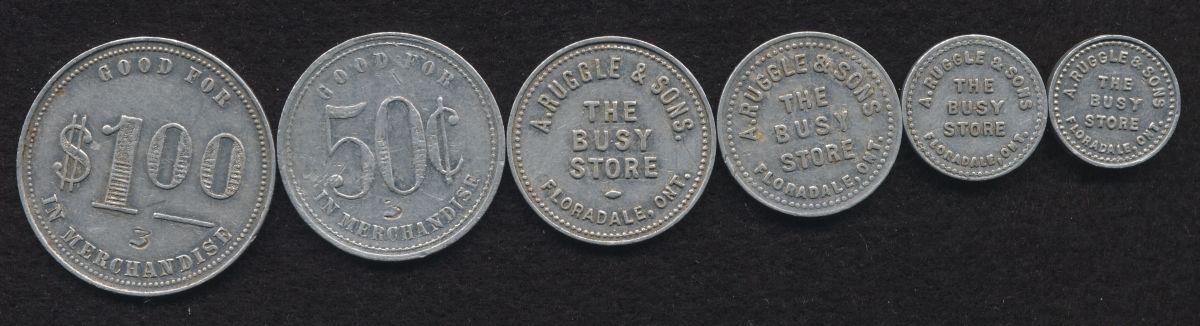 GOOD FOR
$1.00
3
IN MERCHANDISE
GOOD FOR
50¢
3
IN MERCHANDISE
A. RUGGLE & SONS.
THE
BUSY
STORE
FLORADALE, ONT.
A. RUGGLE & SONS
THE
BUSY
STORE
FLORADALE, ONT.
A. RUGGLE & SONS
THE
BUSY
STORE
FLORADALE, ONT.
A. RUGGLE & SONS
THE
BUSY
STORE
FLORADALE, ONT.